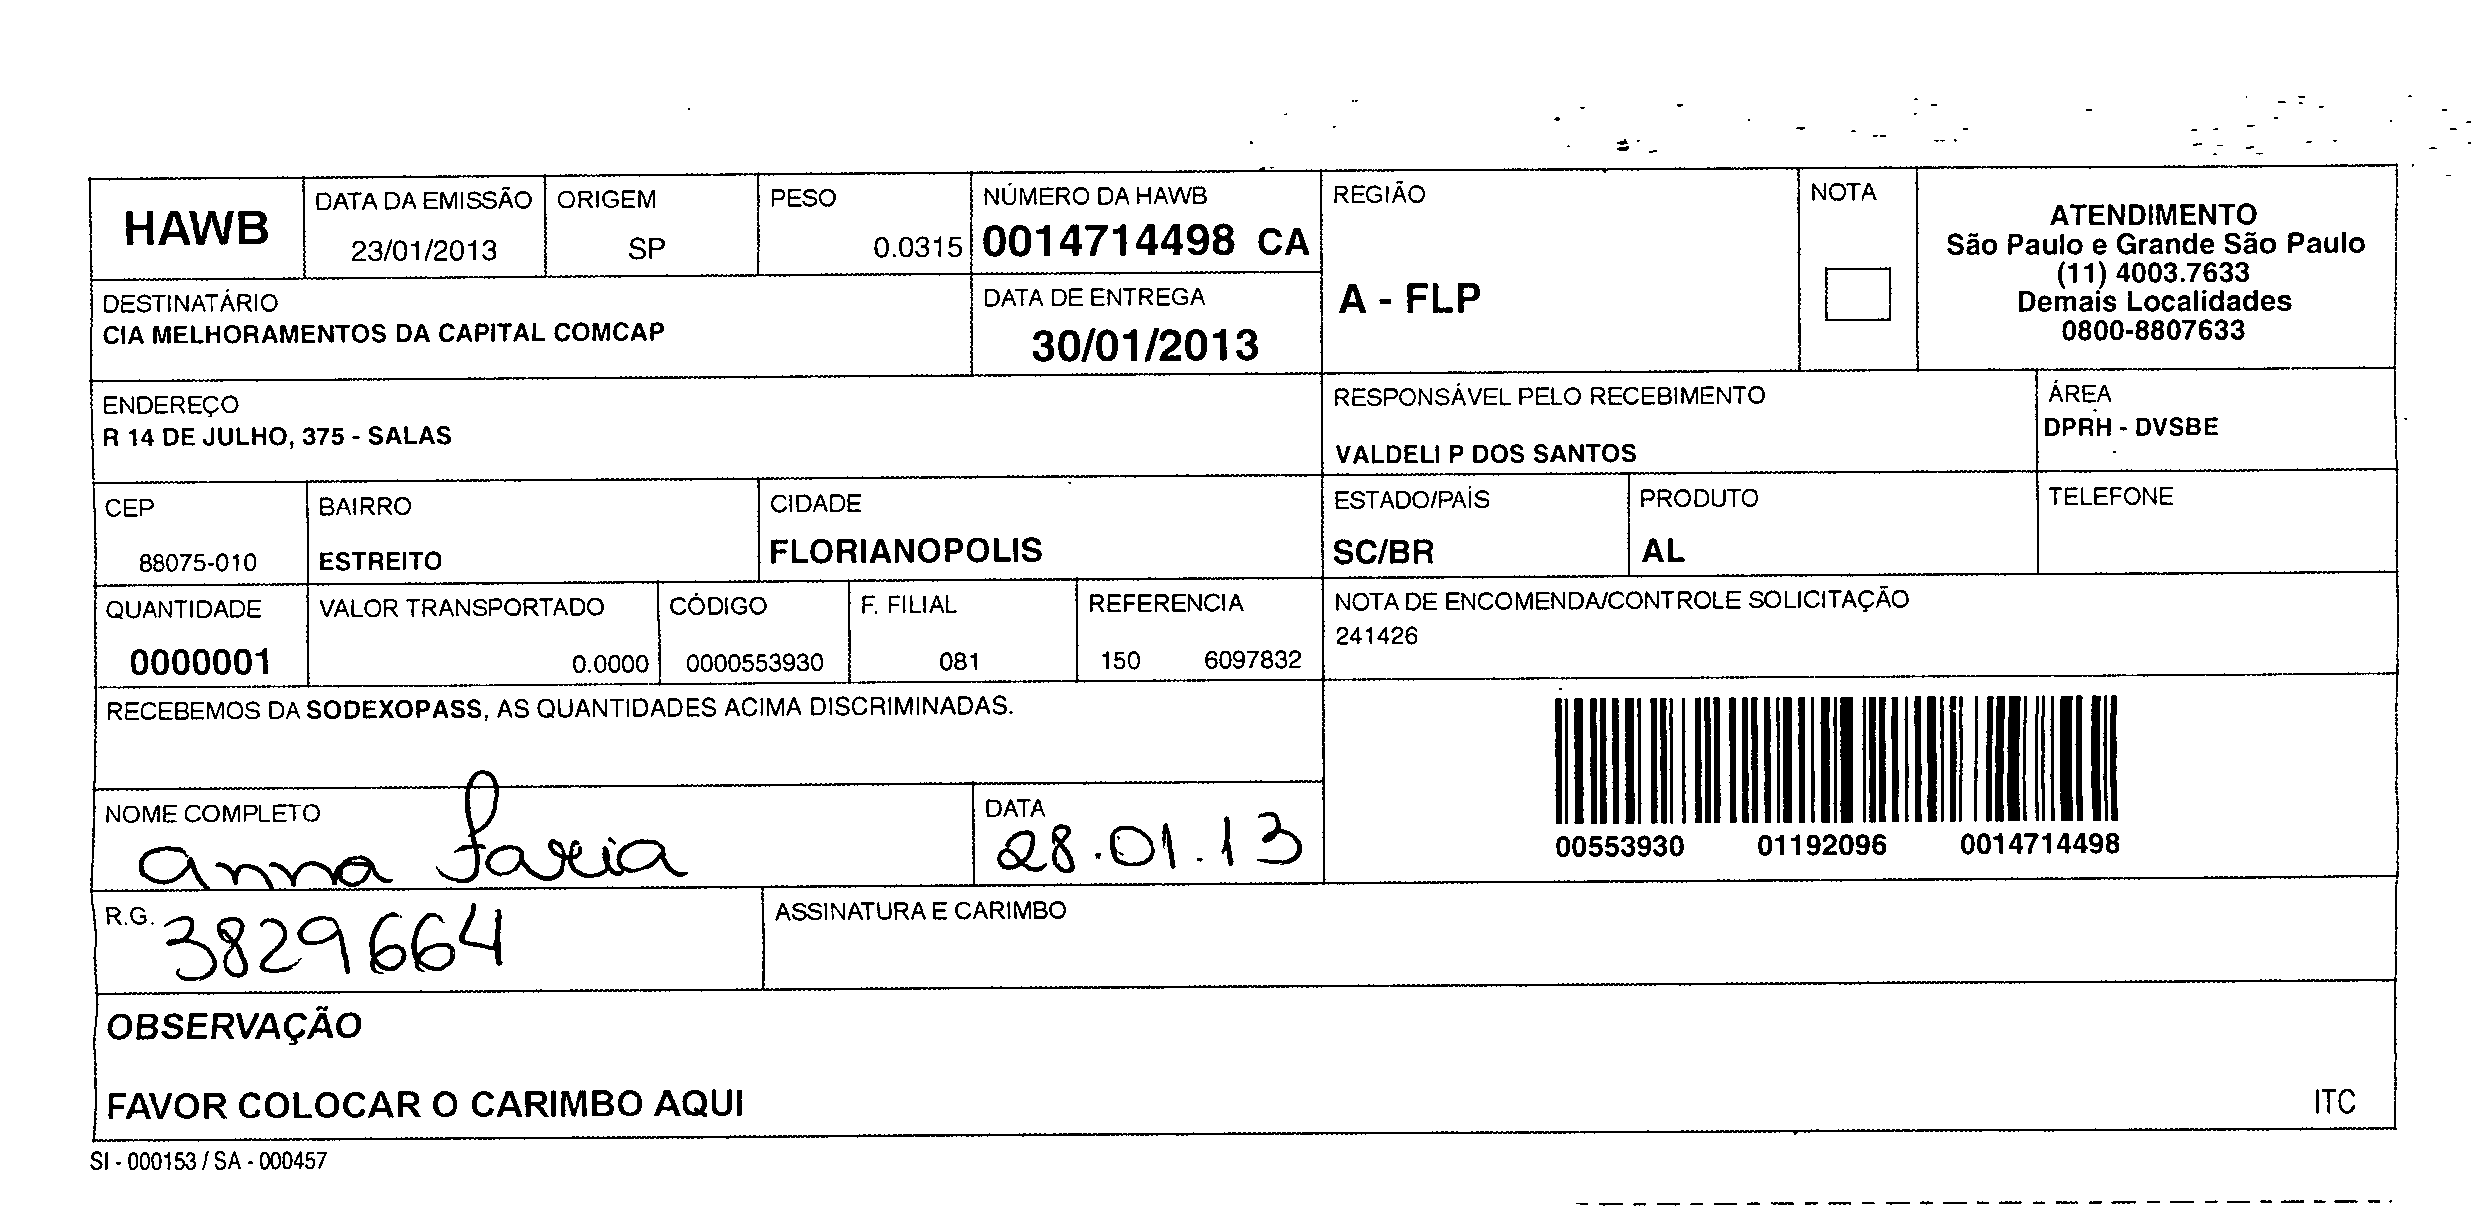 HAWB
DATA DA EMISSÃO
23/01/2013
ORIGEM
SP
PESO
0.0315
NÚMERO DA HAWB
0014714498 CA
REGIÃO
A - FLP
NOTA
ATENDIMENTO
São Paulo e Grande São Paulo
(11) 4003.7633
Demais Localidades
0800-8807633
DESTINATÁRIO
CIA MELHORAMENTOS DA CAPITAL COMCAP
DATA DE ENTREGA
30/01/2013
ENDEREÇO
R 14 DE JULHO, 375 - SALAS
RESPONSÁVEL PELO RECEBIMENTO
VALDELI P DOS SANTOS
ÁREA
DPRH - DVSBE
CEP
88075-010
BAIRRO
ESTREITO
CIDADE
FLORIANOPOLIS
ESTADO/PAÍS
SC/BR
PRODUTO
AL
TELEFONE
QUANTIDADE
0000001
VALOR TRANSPORTADO
0.0000
CÓDIGO
0000553930
F. FILIAL
081
REFERENCIA
150 6097832
NOTA DE ENCOMENDA/CONTROLE SOLICITAÇÃO
241426
RECEBEMOS DA SODEXOPASS, AS QUANTIDADES ACIMA DISCRIMINADAS.
00553930 01192096 0014714498
NOME COMPLETO
Anna Faria
DATA
28.01.13
R.G.
3829664
ASSINATURA E CARIMBO
OBSERVAÇÃO
FAVOR COLOCAR O CARIMBO AQUI
ITC
SI - 000153 / SA - 000457